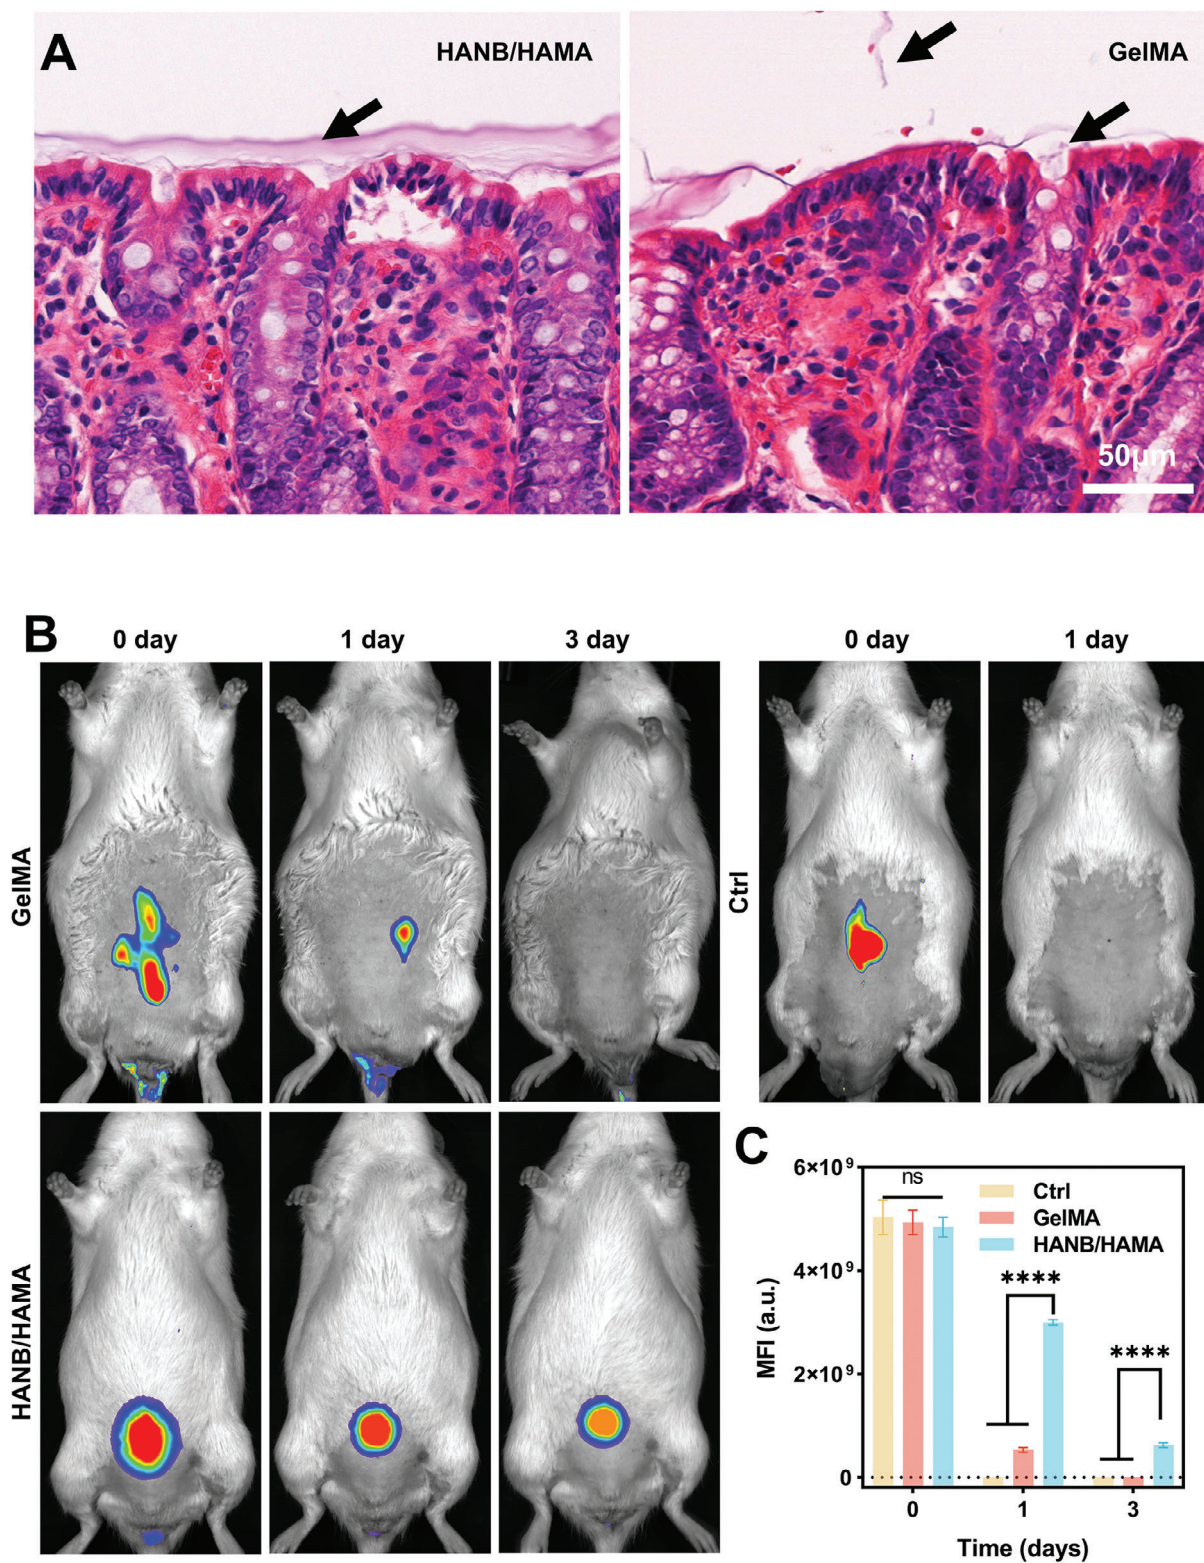 A
HANB/HAMA
GelMA
50μm
B
0 day
1 day
3 day
0 day
1 day
GelMA
Ctrl
HANB/HAMA
C
6×10⁹
4×10⁹
2×10⁹
0
MFI (a.u.)
ns
Ctrl
GelMA
HANB/HAMA
****
****
0
1
3
Time (days)